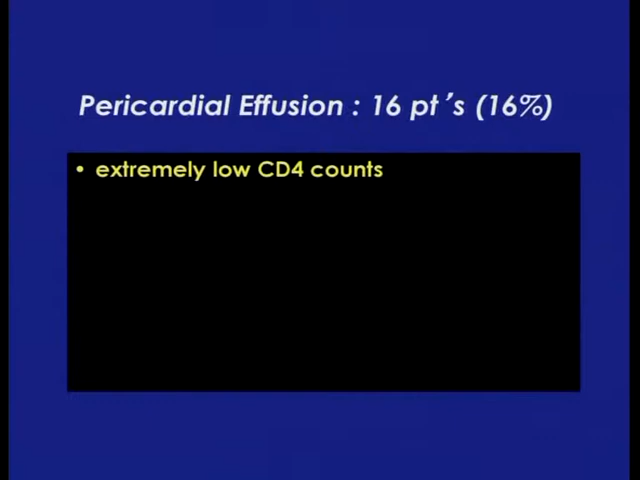 Pericardial Effusion : 16 pt's (16%)
• extremely low CD4 counts